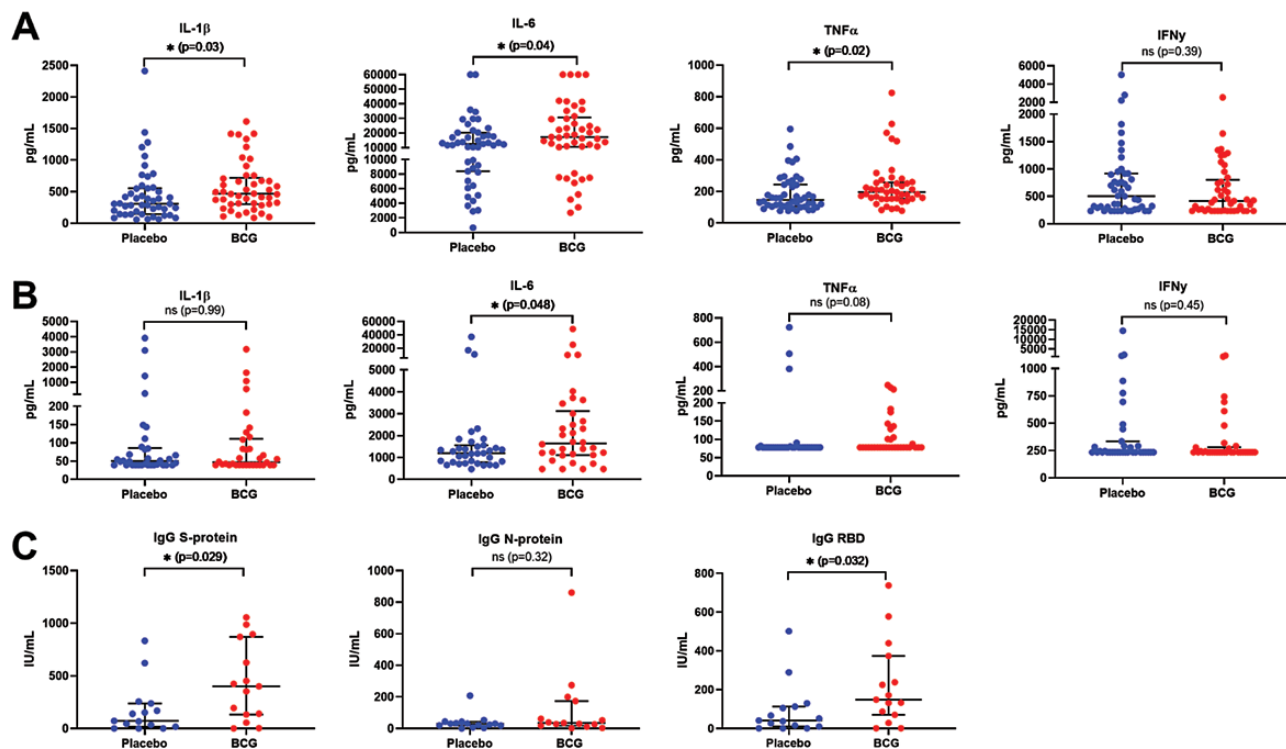 A
IL-1β
* (p=0.03)
pg/mL
2500
2000
1500
1000
500
0
Placebo
BCG
IL-6
* (p=0.04)
pg/mL
60000
50000
40000
30000
20000
10000
10000
8000
6000
4000
2000
0
Placebo
BCG
TNFα
* (p=0.02)
pg/mL
1000
800
600
400
200
0
Placebo
BCG
IFNy
ns (p=0.39)
pg/mL
6000
4000
2000
1500
1000
500
0
Placebo
BCG
B
IL-1β
ns (p=0.99)
pg/mL
5000
4000
3000
2000
1000
200
150
100
50
0
Placebo
BCG
IL-6
* (p=0.048)
pg/mL
60000
40000
20000
5000
4000
3000
2000
1000
0
Placebo
BCG
TNFα
ns (p=0.08)
pg/mL
800
600
400
200
150
100
50
0
Placebo
BCG
IFNy
ns (p=0.45)
pg/mL
20000
15000
10000
5000
1000
750
500
250
0
Placebo
BCG
C
IgG S-protein
* (p=0.029)
IU/mL
1500
1000
500
0
Placebo
BCG
IgG N-protein
ns (p=0.32)
IU/mL
1000
800
600
400
200
0
Placebo
BCG
IgG RBD
* (p=0.032)
IU/mL
800
600
400
200
0
Placebo
BCG